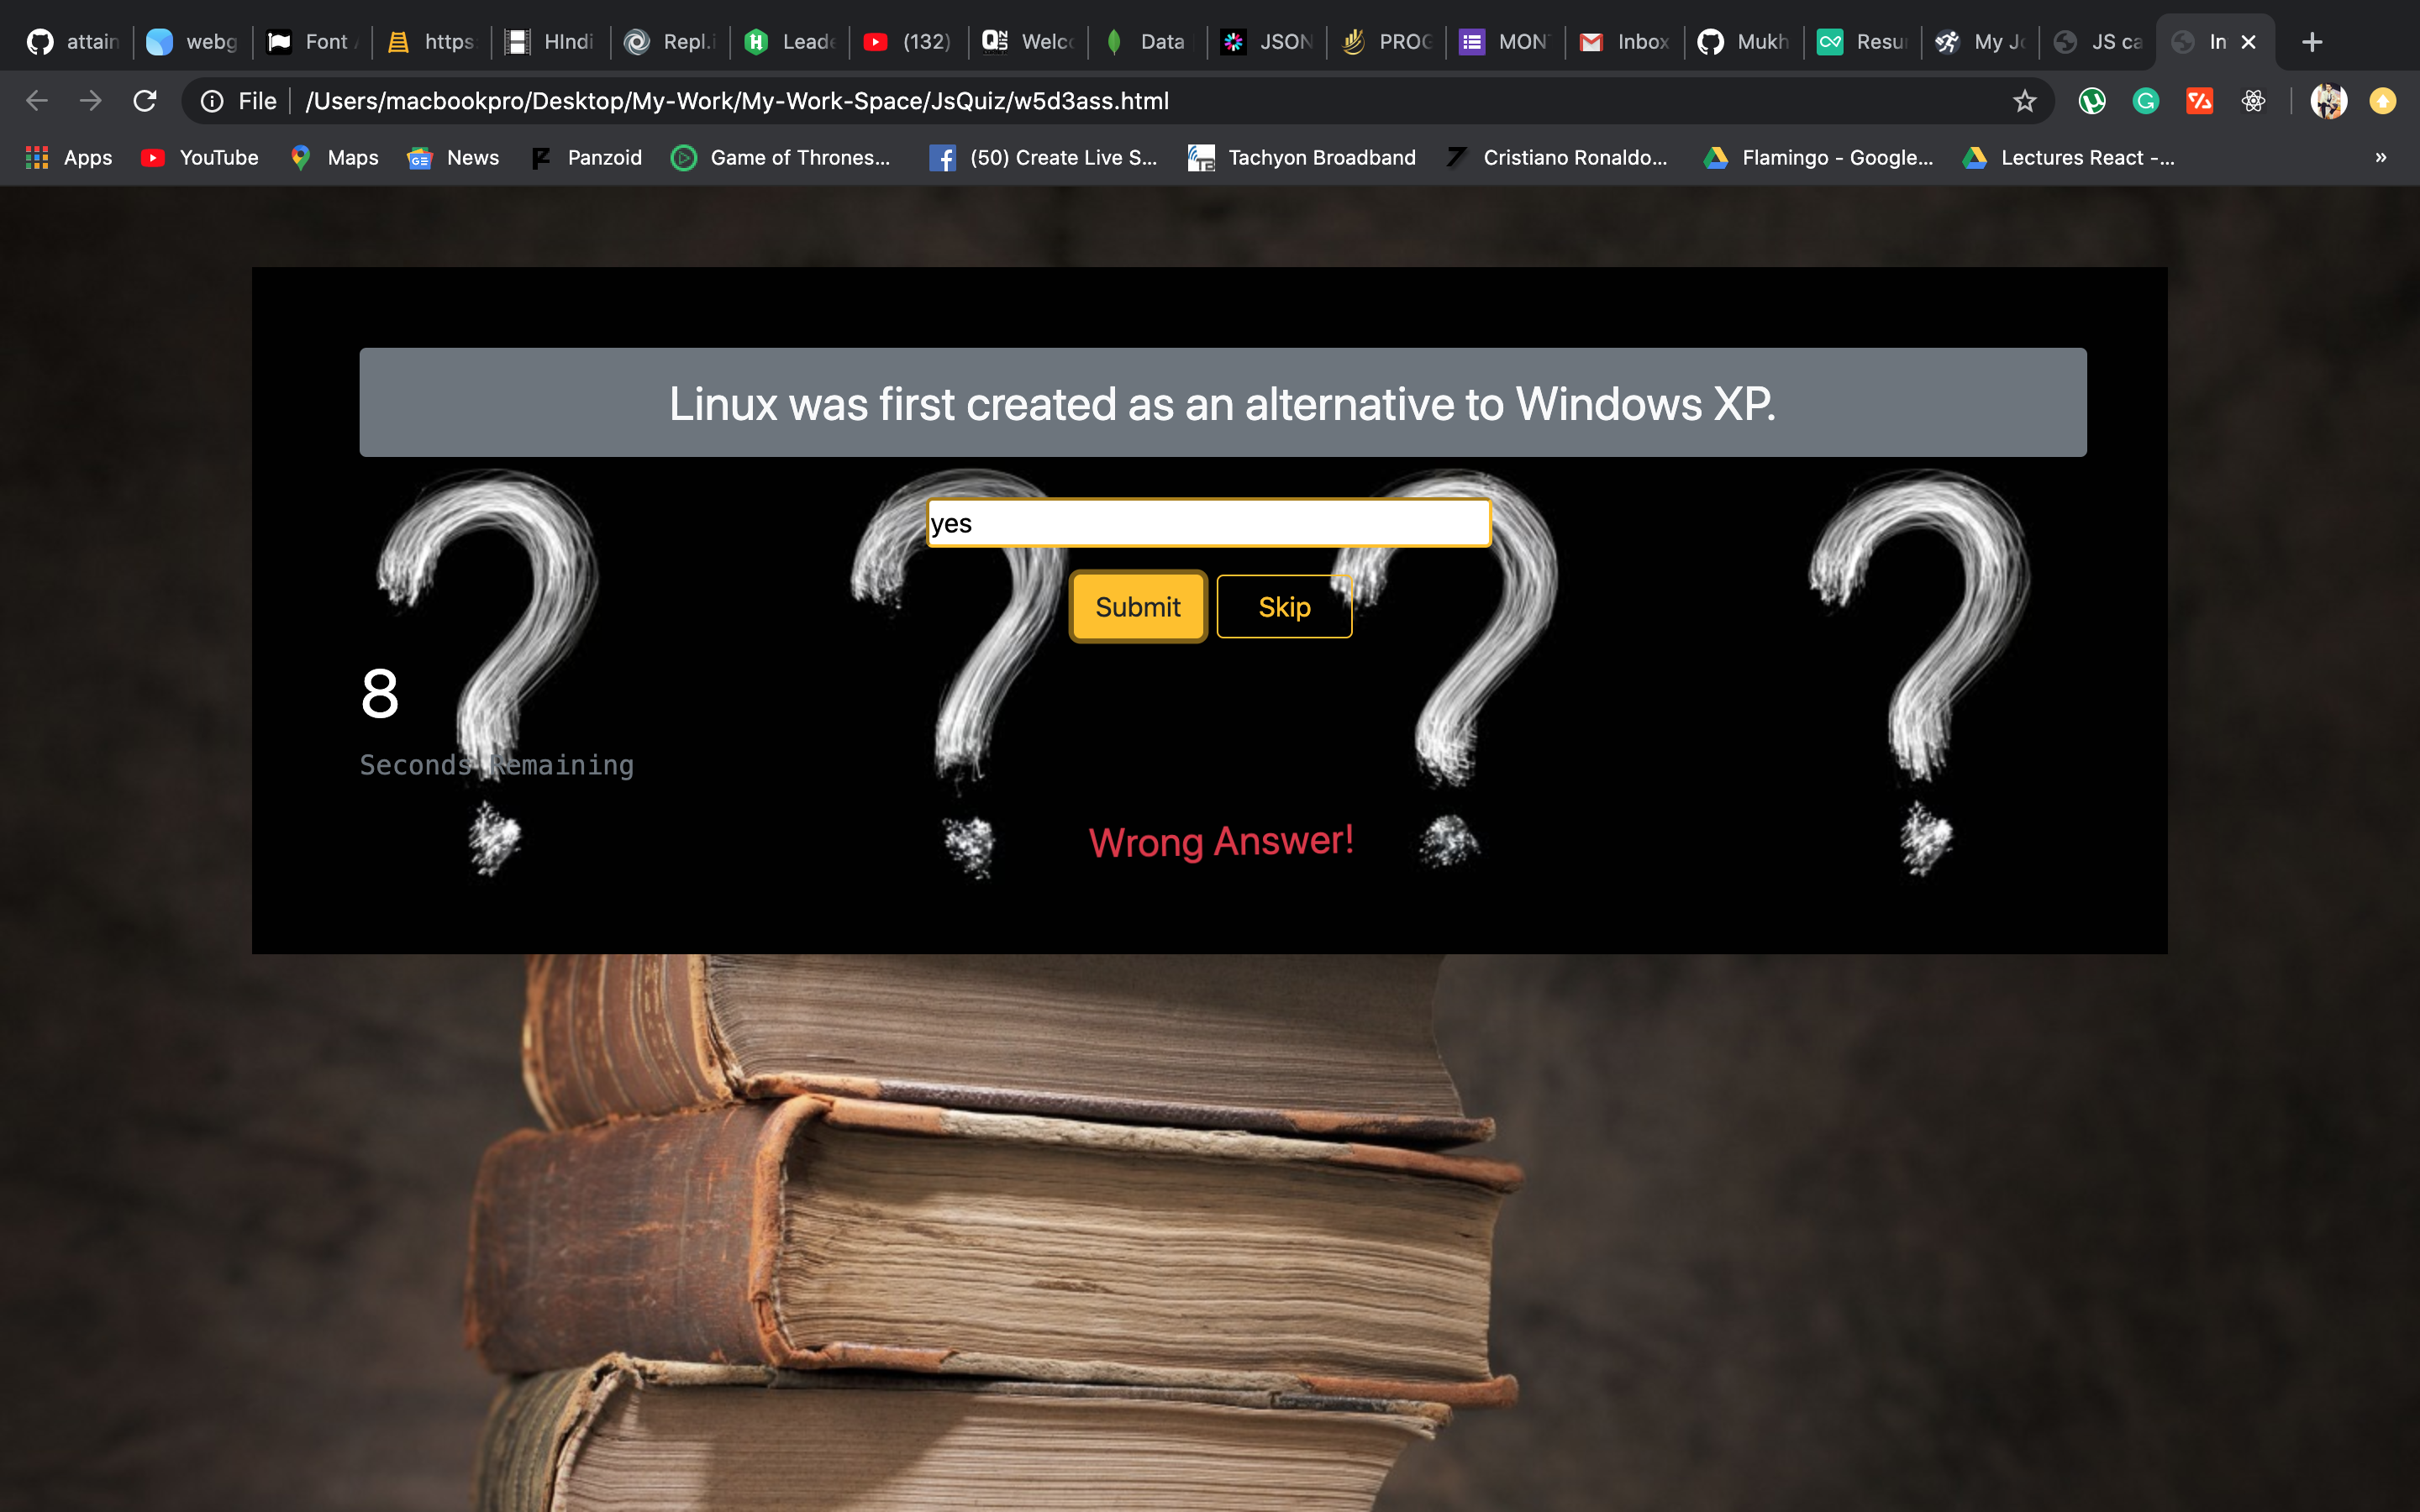 attain webg Font https: HIndi Repl.i Leade (132) Welco Data JSON PROG MONT Inbox Mukh Resu My Jo JS ca In
File /Users/macbookpro/Desktop/My-Work/My-Work-Space/JsQuiz/w5d3ass.html
Apps YouTube Maps News Panzoid Game of Thrones... (50) Create Live S... Tachyon Broadband Cristiano Ronaldo... Flamingo - Google... Lectures React -... »
Linux was first created as an alternative to Windows XP.
yes
Submit Skip
8
Seconds Remaining
Wrong Answer!